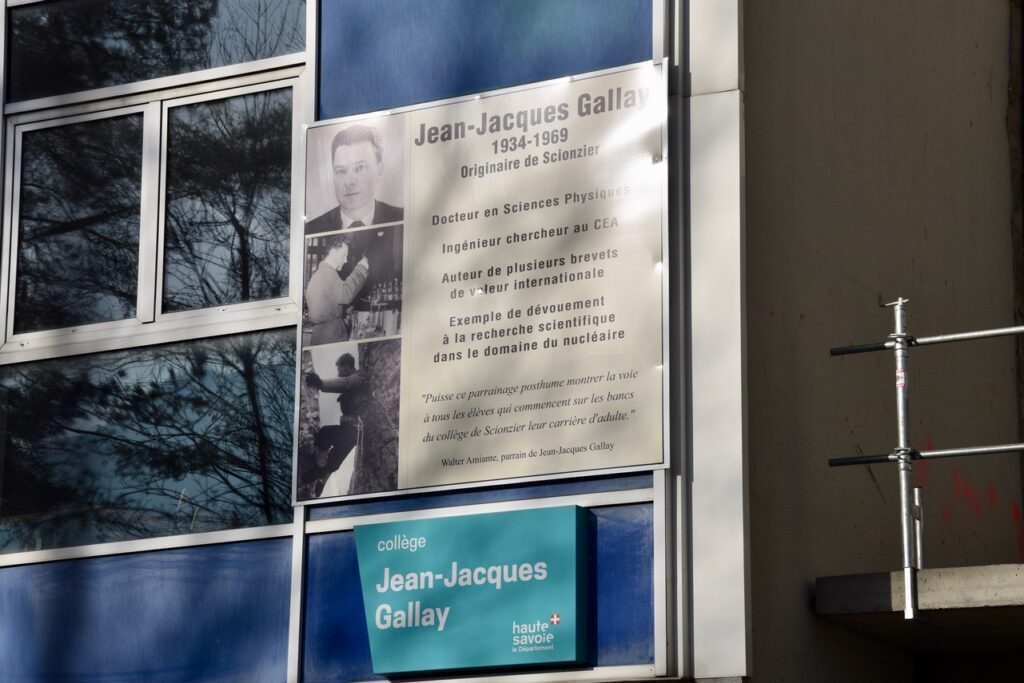 Jean-Jacques Gallay
1934-1969
Originaire de Scionzier
Docteur en Sciences Physiques
Ingénieur chercheur au CEA
Auteur de plusieurs brevets
de valeur internationale
Exemple de dévouement
à la recherche scientifique
dans le domaine du nucléaire
"Puisse ce parrainage posthume montrer la voie
à tous les élèves qui commencent sur les bancs
du collège de Scionzier leur carrière d'adulte."
Walter Amiante, parrain de Jean-Jacques Gallay
collège
Jean-Jacques
Gallay
haute
savoie
le Département